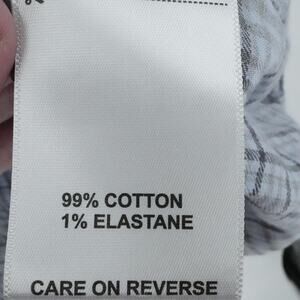 99% COTTON
1% ELASTANE
CARE ON REVERSE